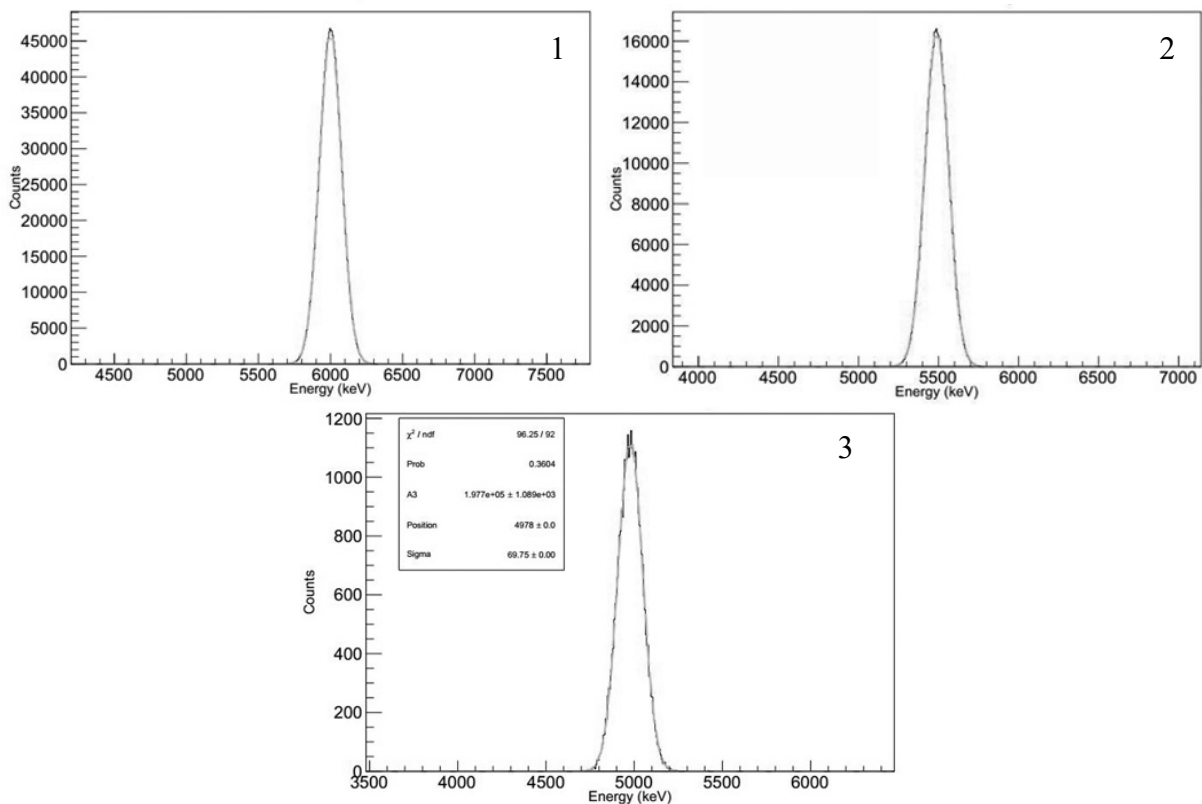 1
45000
40000
35000
30000
25000
20000
15000
10000
5000
0
Counts
4500 5000 5500 6000 6500 7000 7500
Energy (keV)
2
16000
14000
12000
10000
8000
6000
4000
2000
0
Counts
4000 4500 5000 5500 6000 6500 7000
Energy (keV)
3
1200
1000
800
600
400
200
0
Counts
χ² / ndf 96.25 / 92
Prob 0.3604
A3 1.977e+05 ± 1.089e+03
Position 4978 ± 0.0
Sigma 69.75 ± 0.00
3500 4000 4500 5000 5500 6000
Energy (keV)